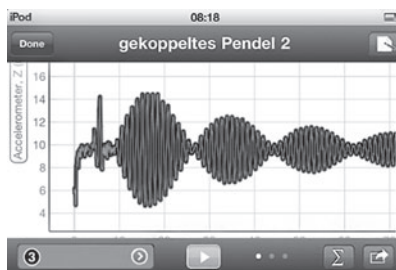 iPod 08:18
Done gekoppeltes Pendel 2
Accelerometer, Z (
16
14
12
10
8
6
4
3
Σ